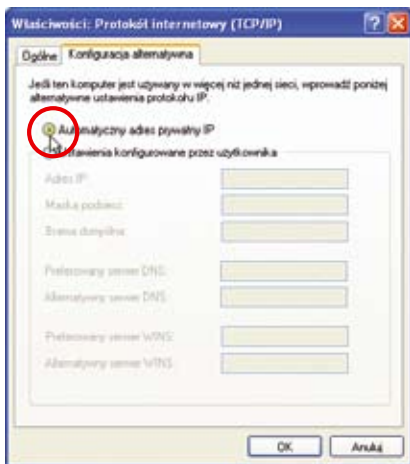 Właściwości: Protokół internetowy (TCP/IP)
Ogólne Konfiguracja alternatywna
Jeśli ten komputer jest używany w więcej niż jednej sieci, wprowadź poniżej
alternatywne ustawienia protokołu IP.
Automatyczny adres prywatny IP
Ustawienia konfigurowane przez użytkownika
Adres IP:
Maska podsieci:
Brama domyślna:
Preferowany serwer DNS:
Alternatywny serwer DNS:
Preferowany serwer WINS:
Alternatywny serwer WINS:
OK Anuluj